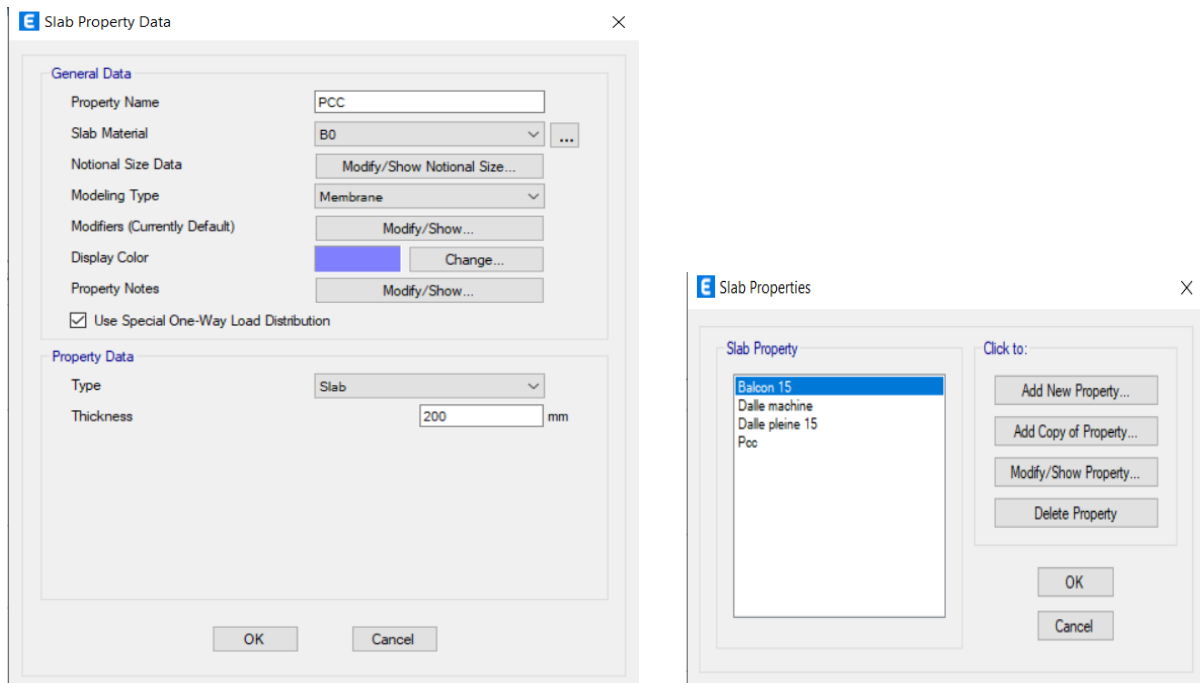 E Slab Property Data
General Data
Property Name PCC
Slab Material B0 ...
Notional Size Data Modify/Show Notional Size...
Modeling Type Membrane
Modifiers (Currently Default) Modify/Show...
Display Color Change...
Property Notes Modify/Show...
Use Special One-Way Load Distribution
Property Data
Type Slab
Thickness 200 mm
OK Cancel
E Slab Properties
Slab Property
Balcon 15
Dalle machine
Dalle pleine 15
Pcc
Click to:
Add New Property...
Add Copy of Property...
Modify/Show Property...
Delete Property
OK
Cancel